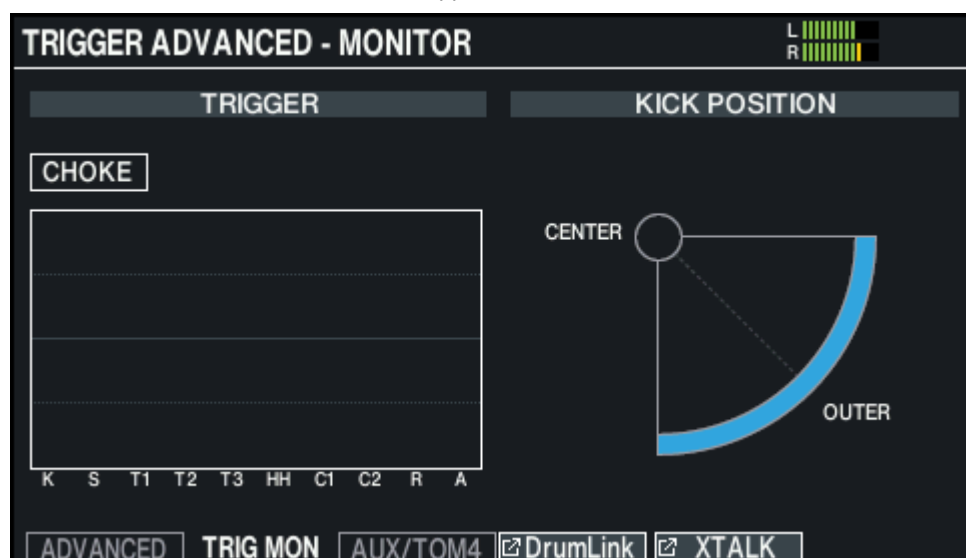 TRIGGER ADVANCED - MONITOR
L
R
TRIGGER
KICK POSITION
CHOKE
CENTER
OUTER
K S T1 T2 T3 HH C1 C2 R A
ADVANCED TRIG MON AUX/TOM4 DrumLink XTALK